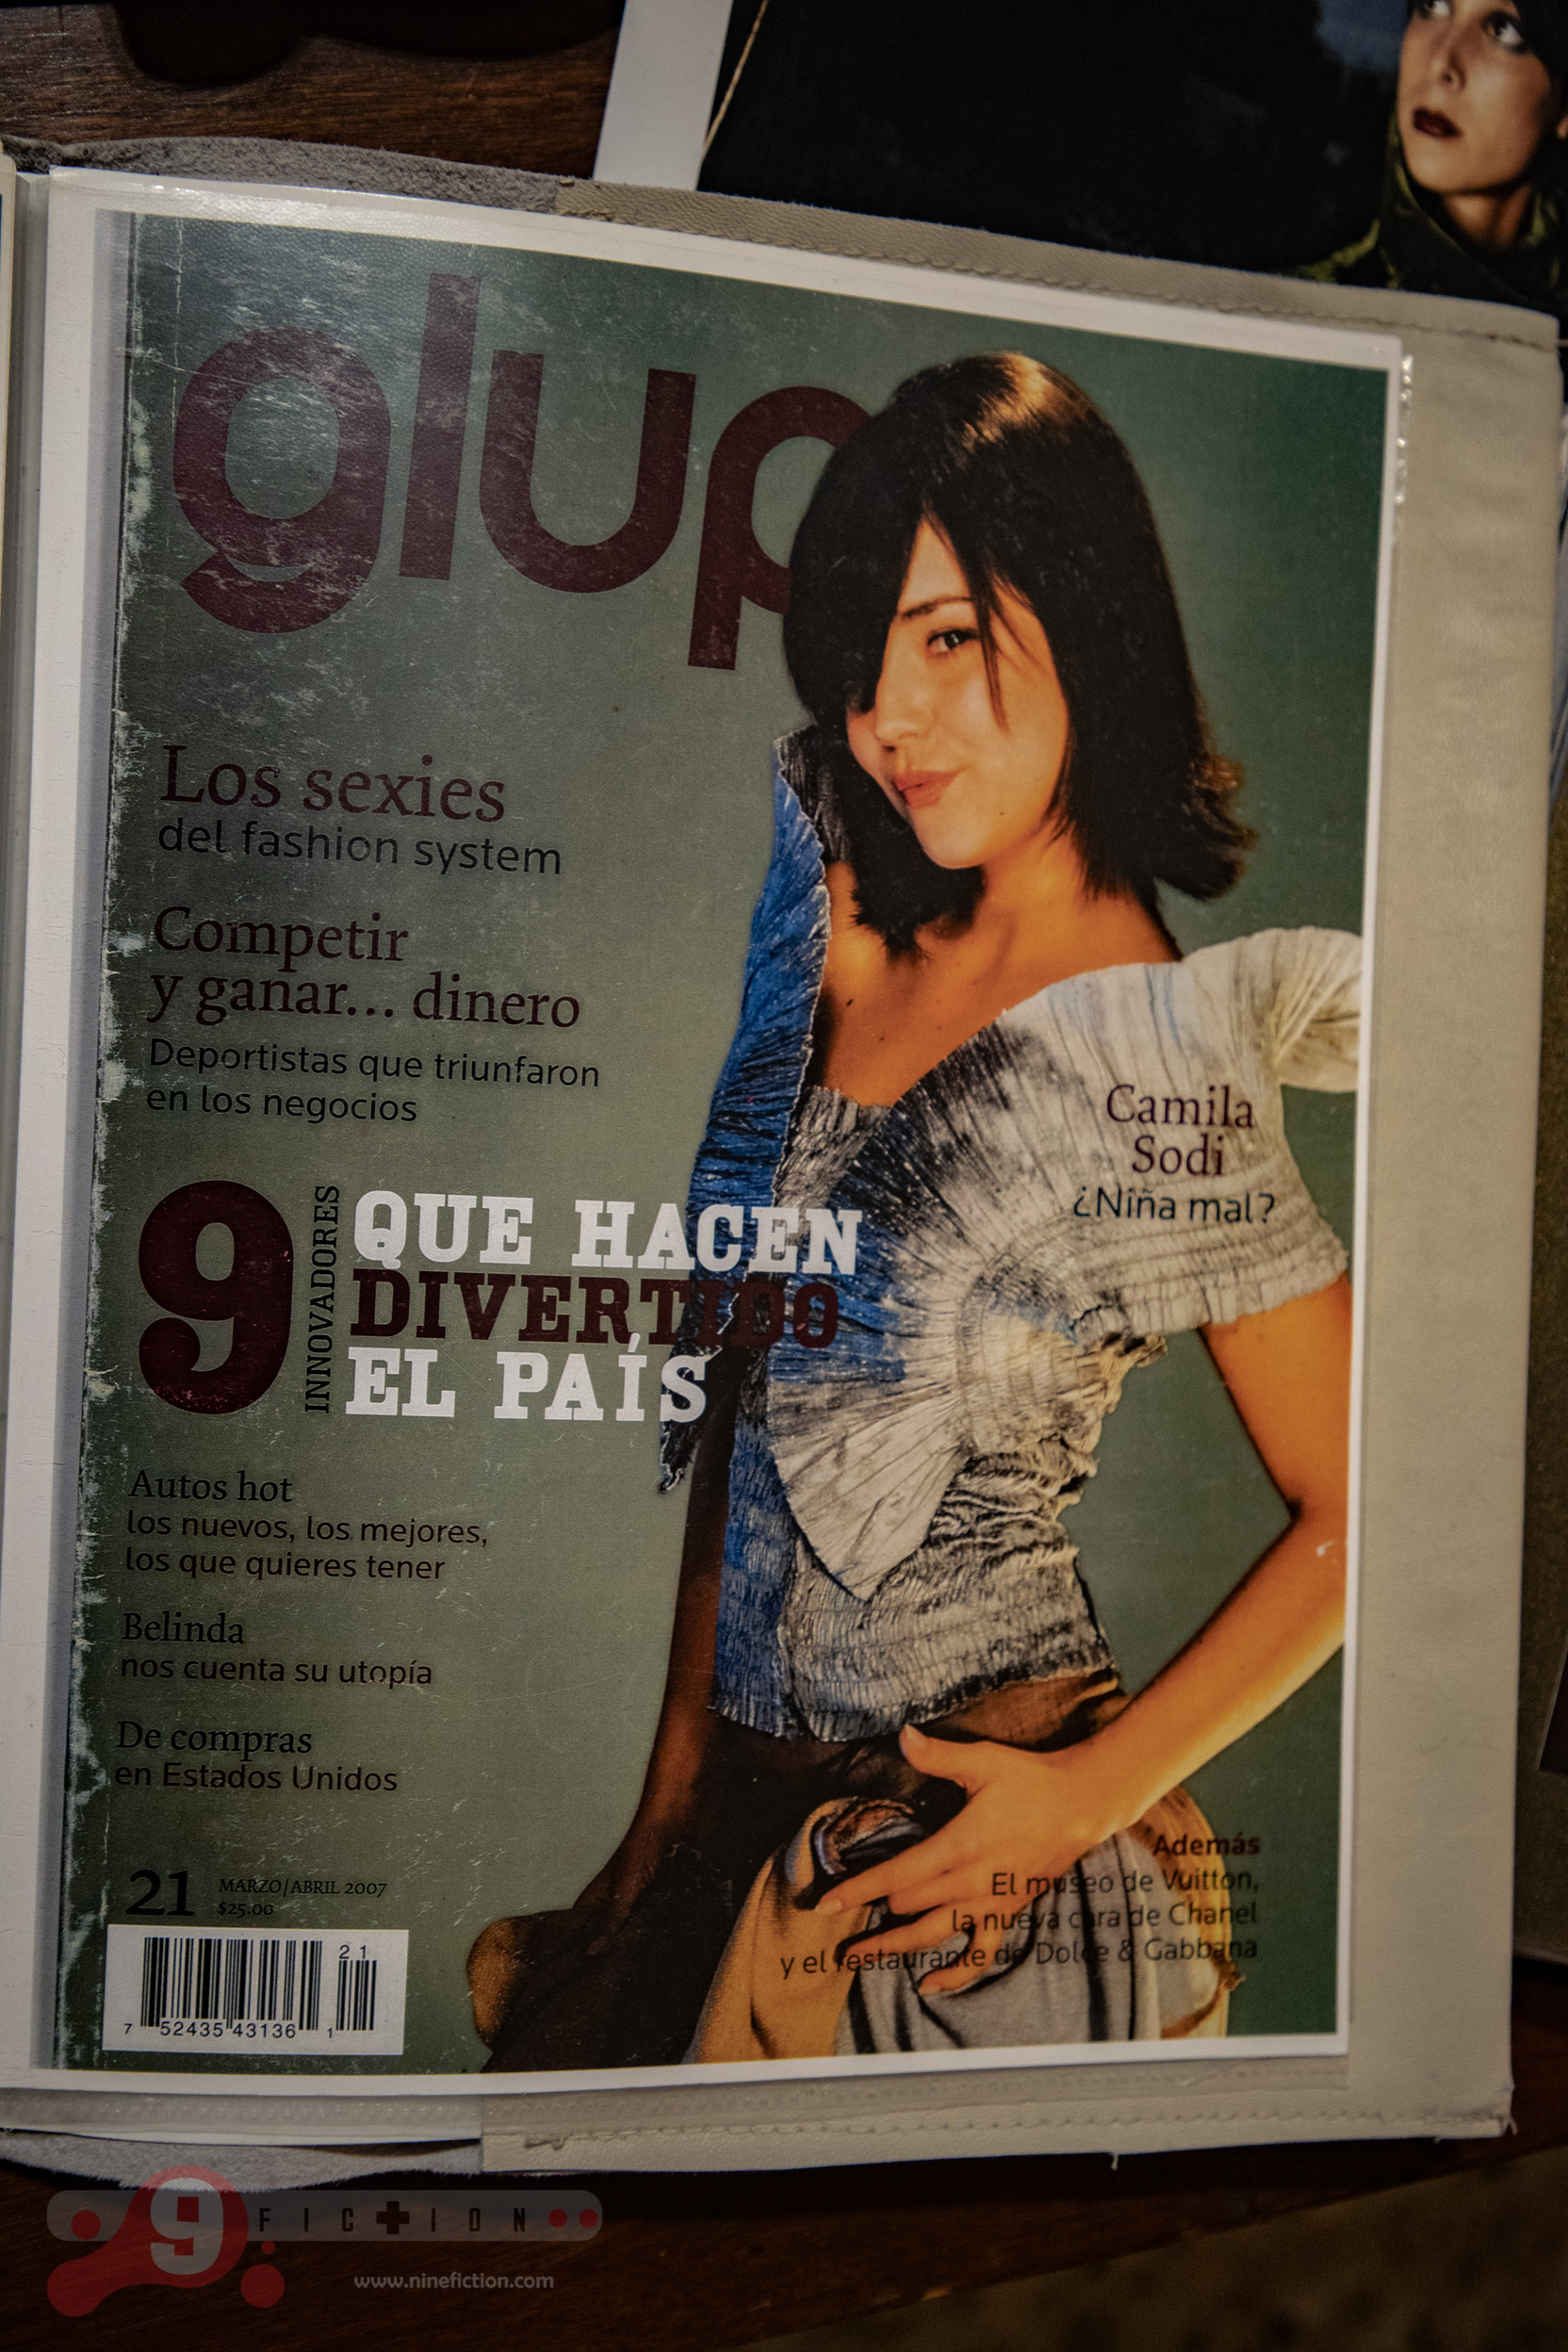 glup
Los sexies
del fashion system
Competir
y ganar... dinero
Deportistas que triunfaron
en los negocios
Camila
Sodi
¿Niña mal?
9
INNOVADORES
QUE HACEN
DIVERTIDO
EL PAÍS
Autos hot
los nuevos, los mejores,
los que quieres tener
Belinda
nos cuenta su utopía
De compras
en Estados Unidos
Además
El museo de Vuitton,
la nueva cara de Chanel
y el restaurante de Dolce & Gabbana
21 MARZO/ABRIL 2007
$25.00
21
7 52435 43136 1
9 FICTION
www.ninefiction.com